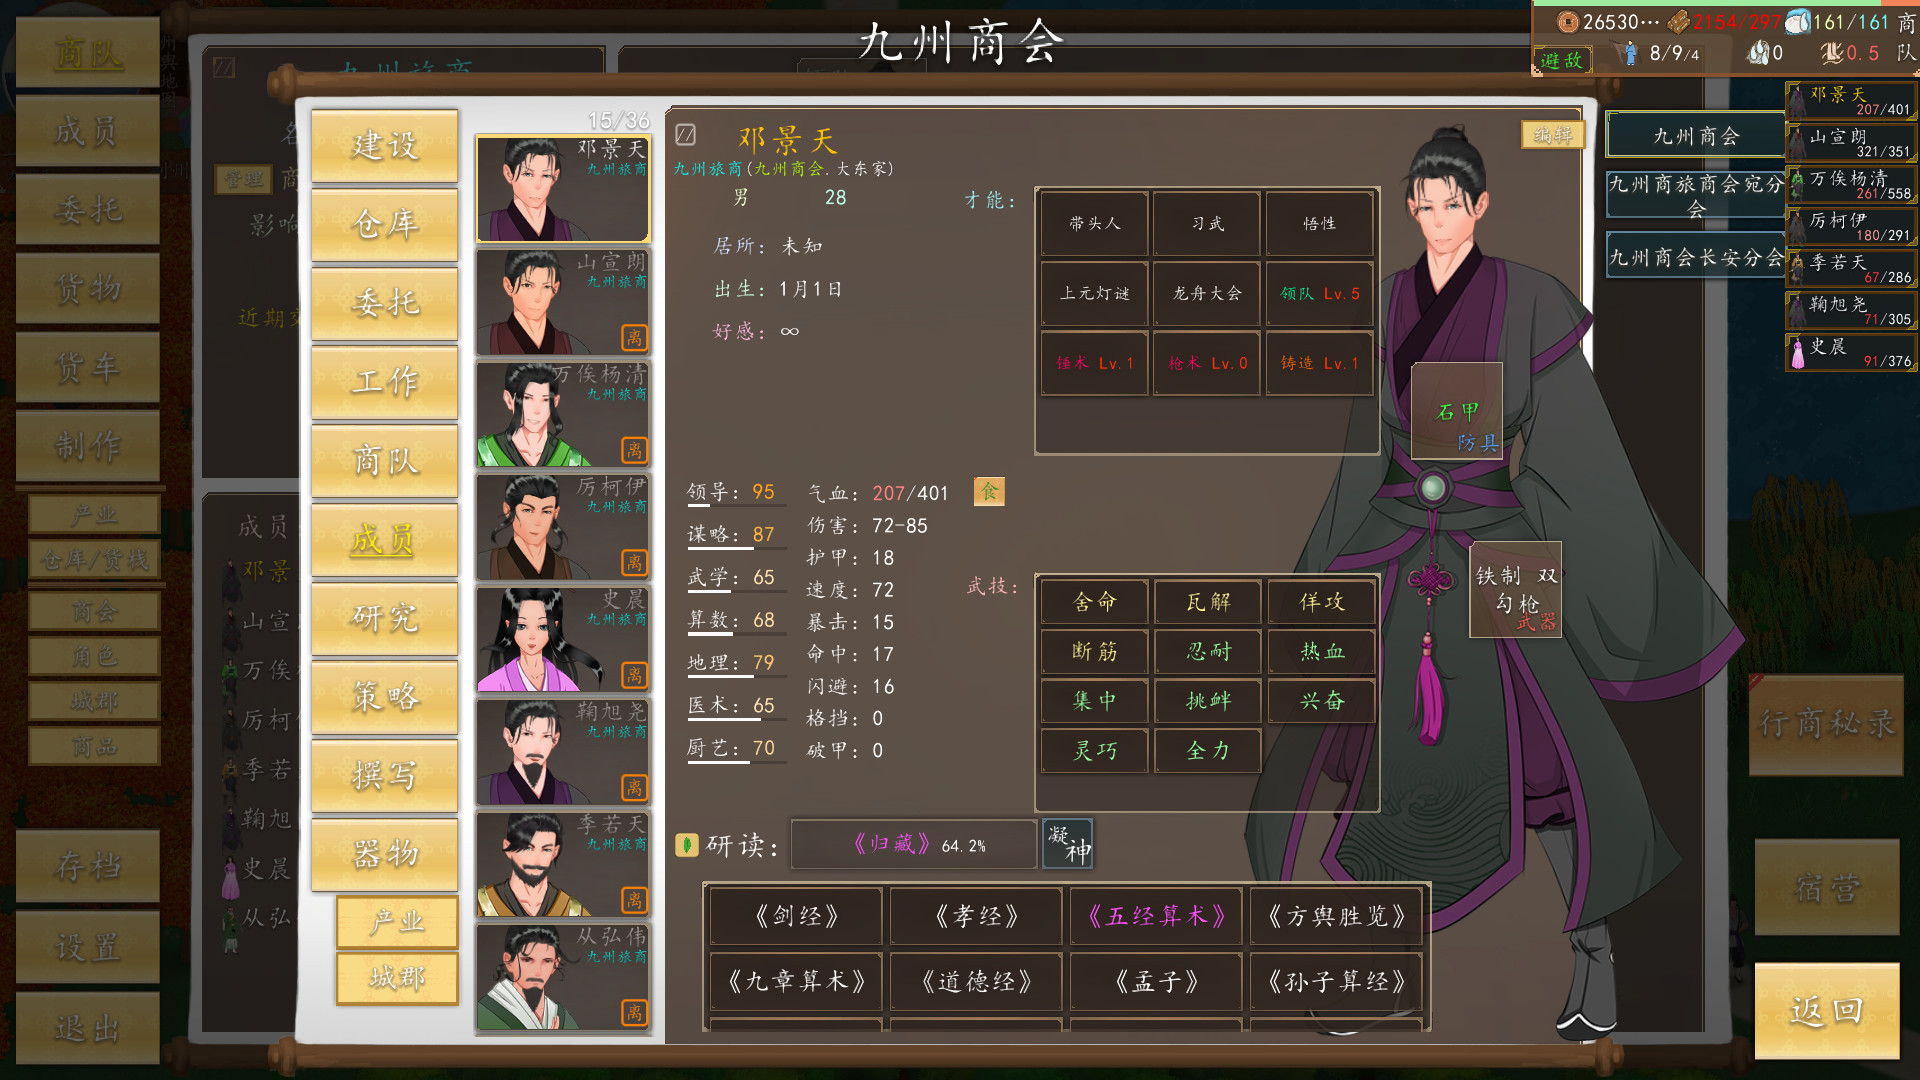 九州商会
26530…
2154/297
161/161
商队
避敌
8/9/4
0
0.5
商队
成员
委托
货物
货车
制作
产业
仓库/货栈
商会
角色
城郡
商品
存档
设置
退出
九州旅商
管理
影响
近期
成员
邓景
山宣
万俟
厉柯
季若
鞠旭
史晨
从弘
建设
仓库
委托
工作
商队
成员
研究
策略
撰写
器物
产业
城郡
15/36
邓景天
九州旅商
山宣朗
九州旅商
离
万俟杨清
九州旅商
离
厉柯伊
九州旅商
离
史晨
九州旅商
离
鞠旭尧
九州旅商
离
季若天
九州旅商
离
从弘伟
九州旅商
离
邓景天
九州旅商(九州商会.大东家)
男 28
居所：未知
出生：1月1日
好感：∞
才能：
带头人 习武 悟性
上元灯谜 龙舟大会 领队 Lv.5
锤术 Lv.1 枪术 Lv.0 铸造 Lv.1
领导：95
谋略：87
武学：65
算数：68
地理：79
医术：65
厨艺：70
气血：207/401
食
伤害：72-85
护甲：18
速度：72
暴击：15
命中：17
闪避：16
格挡：0
破甲：0
武技：
舍命 瓦解 佯攻
断筋 忍耐 热血
集中 挑衅 兴奋
灵巧 全力
研读：
《归藏》64.2%
凝神
《剑经》 《孝经》 《五经算术》 《方舆胜览》
《九章算术》 《道德经》 《孟子》 《孙子算经》
编辑
石甲
防具
铁制 双勾枪
武器
九州商会
九州商旅商会宛分会
九州商会长安分会
邓景天
207/401
山宣朗
321/351
万俟杨清
261/558
厉柯伊
180/291
季若天
67/286
鞠旭尧
71/305
史晨
91/376
行商秘录
宿营
返回